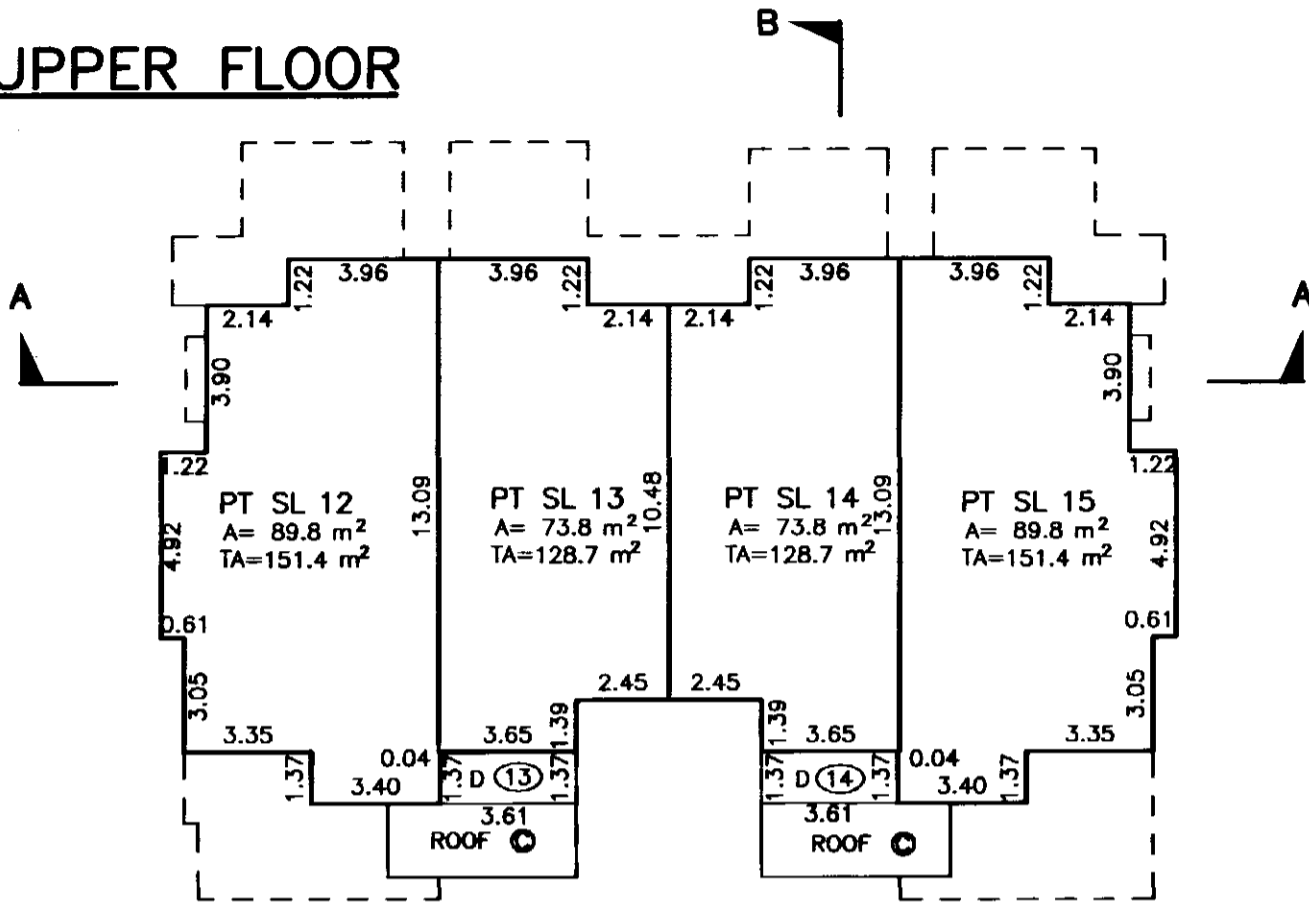 UPPER FLOOR
B
A
A
3.96
1.22
2.14
3.90
1.22
4.92
0.61
3.05
3.35
1.37
3.40
0.04
13.09
PT SL 12
A= 89.8 m²
TA=151.4 m²
3.96
1.22
2.14
10.48
PT SL 13
A= 73.8 m²
TA=128.7 m²
2.45
1.39
3.65
1.37
D 13
1.37
3.61
ROOF C
3.96
1.22
2.14
13.09
PT SL 14
A= 73.8 m²
TA=128.7 m²
2.45
1.39
3.65
1.37
D 14
1.37
3.61
ROOF C
3.96
1.22
2.14
3.90
1.22
4.92
0.61
3.05
3.35
1.37
3.40
0.04
PT SL 15
A= 89.8 m²
TA=151.4 m²